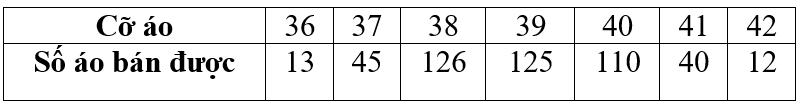 Cỡ áo 36 37 38 39 40 41 42
Số áo bán được 13 45 126 125 110 40 12